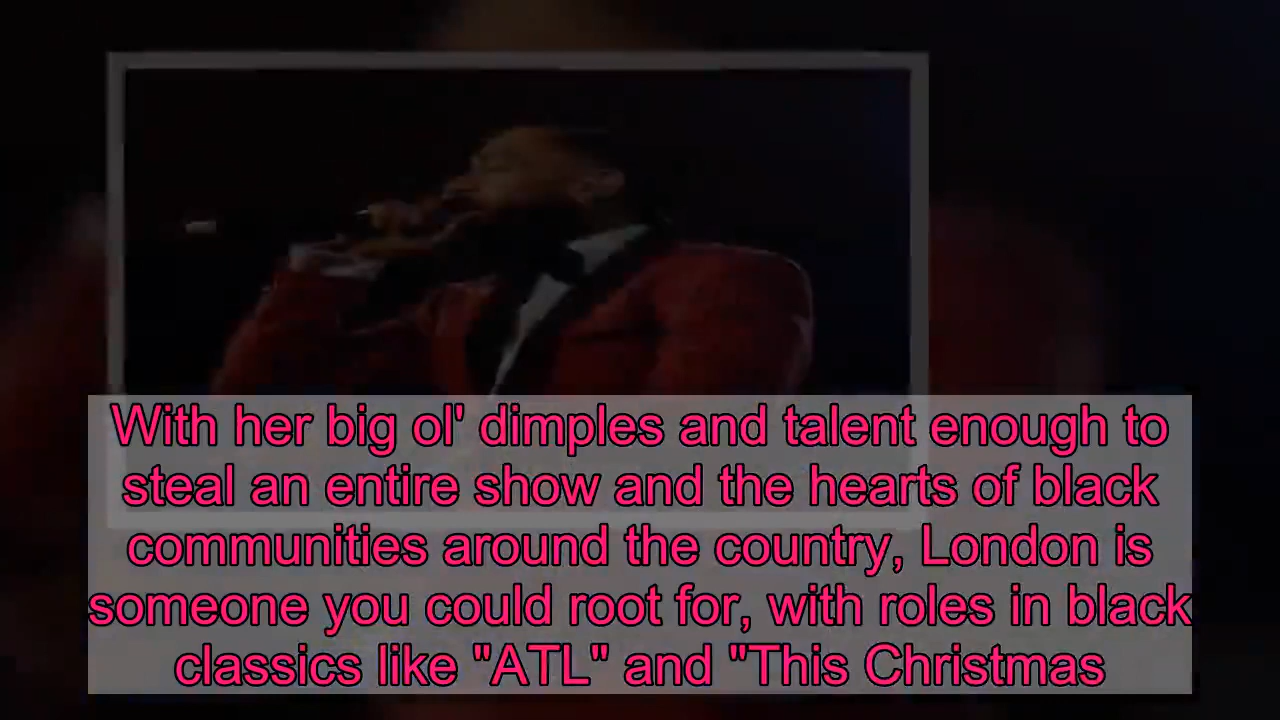 With her big ol' dimples and talent enough to
steal an entire show and the hearts of black
communities around the country, London is
someone you could root for, with roles in black
classics like "ATL" and "This Christmas